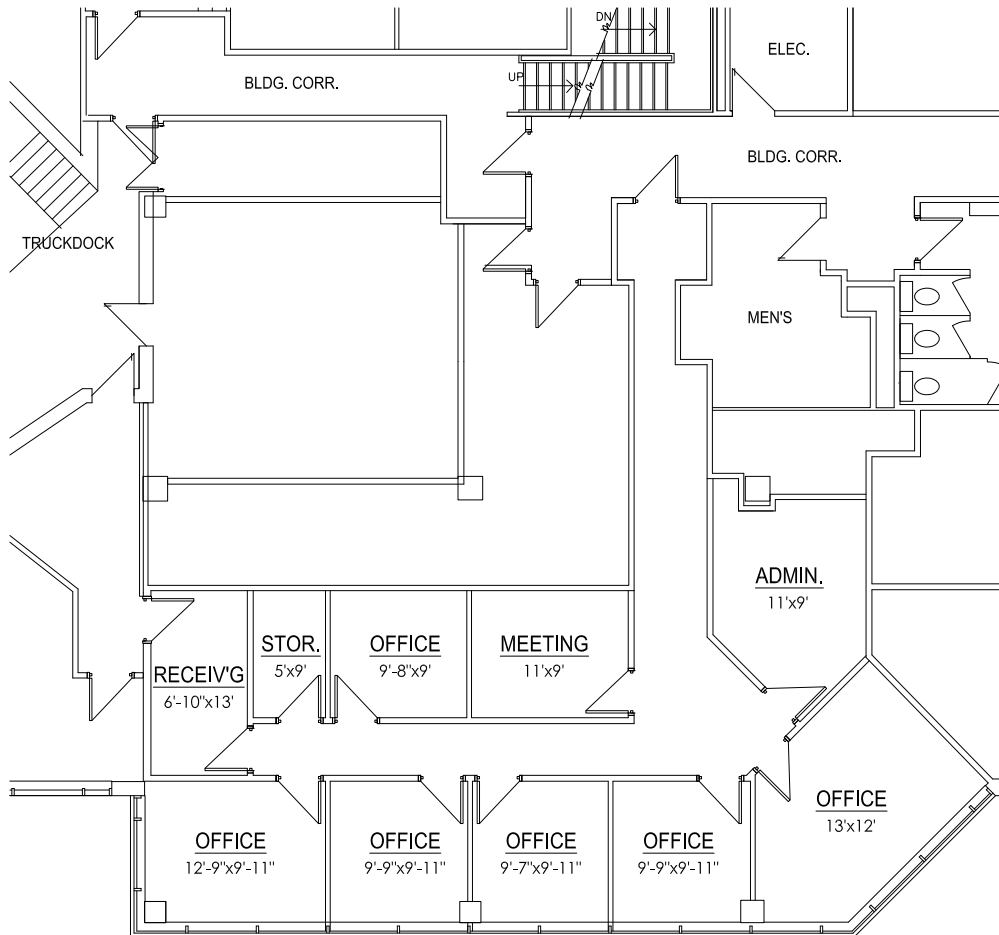 DN
ELEC.
BLDG. CORR.
UP
BLDG. CORR.
TRUCKDOCK
MEN'S
ADMIN.
11'x9'
STOR.
5'x9'
OFFICE
9'-8"x9'
MEETING
11'x9'
RECEIV'G
6'-10"x13'
OFFICE
13'x12'
OFFICE
12'-9"x9'-11"
OFFICE
9'-9"x9'-11"
OFFICE
9'-7"x9'-11"
OFFICE
9'-9"x9'-11"